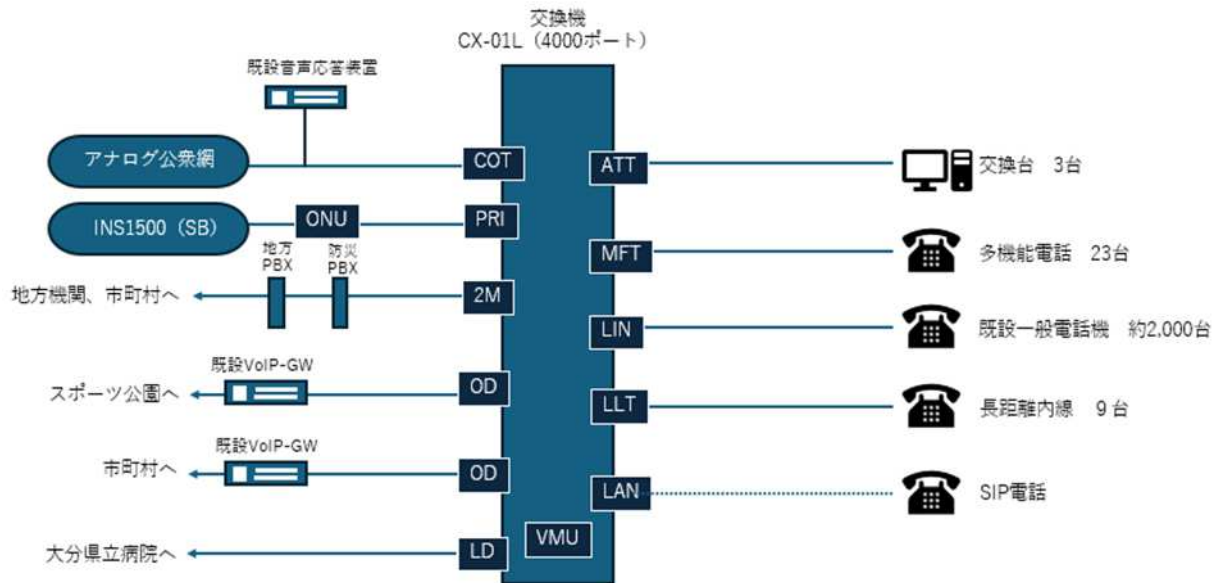 交換機
CX-01L（4000ポート）
既設音声応答装置
アナログ公衆網
COT
ATT
交換台　3台
INS1500（SB）
ONU
PRI
地方
PBX
防災
PBX
MFT
多機能電話　23台
地方機関、市町村へ
2M
LIN
既設一般電話機　約2,000台
既設VoIP-GW
スポーツ公園へ
OD
LLT
長距離内線　９台
既設VoIP-GW
市町村へ
OD
LAN
SIP電話
VMU
大分県立病院へ
LD